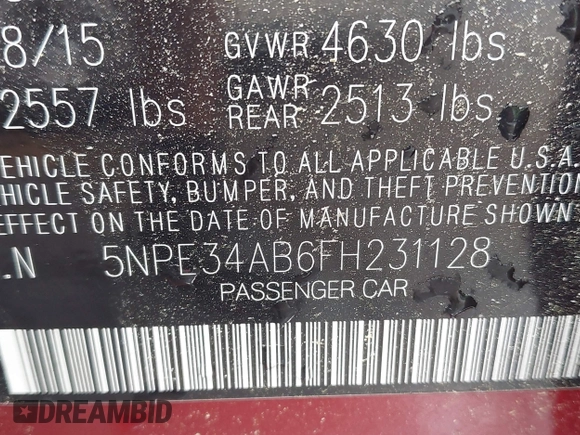 8/15 GVWR 4630 lbs
2557 lbs GAWR REAR 2513 lbs
EHICLE CONFORMS TO ALL APPLICABLE U.S.A.
HICLE SAFETY, BUMPER, AND THEFT PREVENTION
EFFECT ON THE DATE OF MANUFACTURE SHOWN
.N 5NPE34AB6FH231128
PASSENGER CAR
DREAMBID